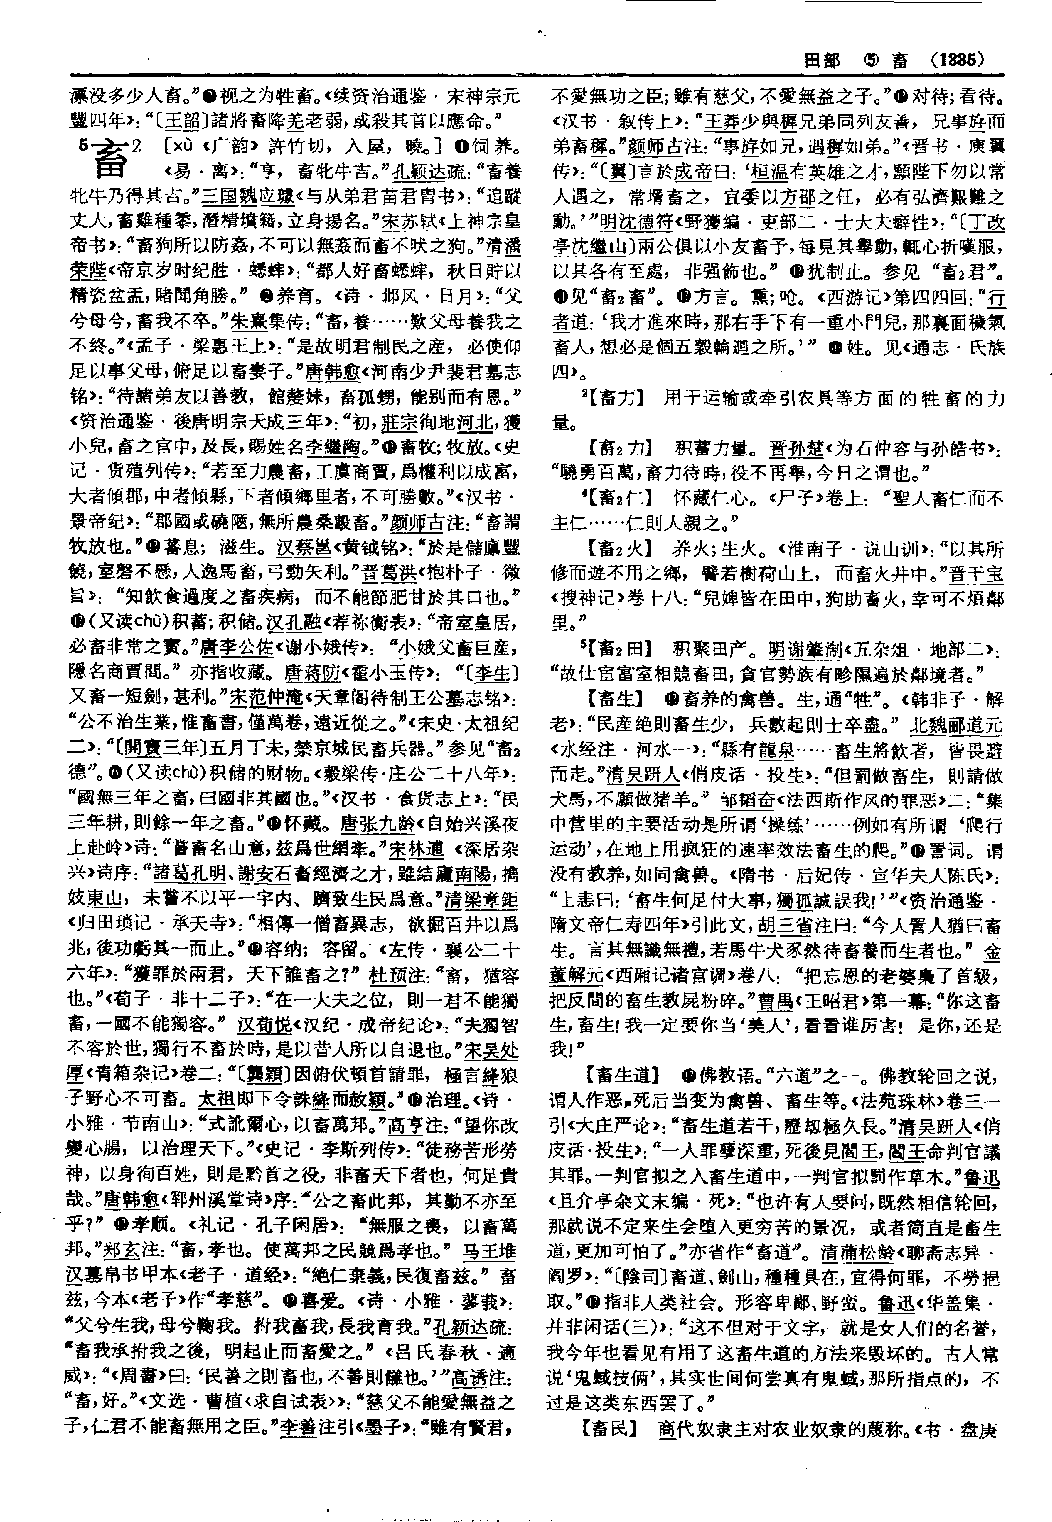 田部 ⑤ 畜 (1335)
漂没多少人畜。”❷视之为牲畜。《续资治通鉴·宋神宗元
豐四年》:“〔王韶〕諸將畜降羌老弱,或殺其首以應命。”
5畜2 [xù《广韵》許竹切,入屋,曉。] ❶饲养。
《易·离》:“亨,畜牝牛吉。”孔颖达疏:“畜養
牝牛乃得其吉。”三国魏应璩《与从弟君苗君胄书》:“追蹤
丈人,畜雞種黍,潛精墳籍,立身揚名。”宋苏轼《上神宗皇
帝书》:“畜狗所以防姦,不可以無姦而畜不吠之狗。”清潘
荣陛《帝京岁时纪胜·蟋蟀》:“都人好畜蟋蟀,秋日貯以
精瓷盆盂,賭鬭角勝。” ❷养育。《诗·邶风·日月》:“父
兮母兮,畜我不卒。”朱熹集传:“畜,養……歎父母養我之
不終。”《孟子·梁惠王上》:“是故明君制民之産,必使仰
足以事父母,俯足以畜妻子。”唐韩愈《河南少尹裴君墓志
铭》:“待諸弟友以善教,館嫠妹,畜孤甥,能别而有恩。”
《资治通鉴·後唐明宗天成三年》:“初,莊宗徇地河北,獲
小兒,畜之宫中,及長,賜姓名李繼陶。”❸畜牧;牧放。《史
记·货殖列传》:“若至力農畜,工虞商賈,爲權利以成富,
大者傾郡,中者傾縣,下者傾鄉里者,不可勝數。”《汉书·
景帝纪》:“郡國或磽陿,無所農桑毄畜。”颜师古注:“畜謂
牧放也。”❹蕃息;滋生。汉蔡邕《黄钺铭》:“於是儲廩豐
饒,室罄不懸,人逸馬畜,弓勁矢利。”晋葛洪《抱朴子·微
旨》:“知飲食過度之畜疾病,而不能節肥甘於其口也。”
❺(又读chù)积蓄;积储。汉孔融《荐祢衡表》:“帝室皇居,
必畜非常之寶。”唐李公佐《谢小娥传》:“小娥父畜巨産,
隱名商賈間。”亦指收藏。唐蒋防《霍小玉传》:“〔李生〕
又畜一短劍,甚利。”宋范仲淹《天章阁待制王公墓志铭》:
“公不治生業,惟畜書,僅萬卷,遠近從之。”《宋史·太祖纪
二》:“〔開寶三年〕五月丁未,禁京城民畜兵器。”参见“畜2
德”。❻(又读chù)积储的财物。《穀梁传·庄公二十八年》:
“國無三年之畜,曰國非其國也。”《汉书·食货志上》:“民
三年耕,則餘一年之畜。”❼怀藏。唐张九龄《自始兴溪夜
上赴岭》诗:“嘗畜名山意,兹爲世網牽。”宋林逋《深居杂
兴》诗序:“諸葛孔明、謝安石畜經濟之才,雖結廬南陽,擕
妓東山,未嘗不以平一宇内、躋致生民爲意。”清梁章钜
《归田琐记·承天寺》:“相傳一僧畜異志,欲掘百井以爲
兆,後功虧其一而止。”❽容纳;容留。《左传·襄公二十
六年》:“獲罪於兩君,天下誰畜之?”杜预注:“畜,猶容
也。”《荀子·非十二子》:“在一大夫之位,則一君不能獨
畜,一國不能獨容。”汉荀悦《汉纪·成帝纪论》:“夫獨智
不容於世,獨行不畜於時,是以昔人所以自退也。”宋吴处
厚《青箱杂记》卷二:“〔龔潁〕因俯伏頓首請罪,極言絳狼
子野心不可畜。太祖即下令誅絳而赦潁。”❾治理。《诗·
小雅·节南山》:“式訛爾心,以畜萬邦。”高亨注:“望你改
變心腸,以治理天下。”《史记·李斯列传》:“徒務苦形勞
神,以身徇百姓,則是黔首之役,非畜天下者也,何足貴
哉。”唐韩愈《郓州溪堂诗》序:“公之畜此邦,其勤不亦至
乎?”❿孝顺。《礼记·孔子闲居》:“無服之喪,以畜萬
邦。”郑玄注:“畜,孝也。使萬邦之民競爲孝也。”马王堆
汉墓帛书甲本《老子·道经》:“絶仁棄義,民復畜兹。”畜
兹,今本《老子》作“孝慈”。⓫喜爱。《诗·小雅·蓼莪》:
“父兮生我,母兮鞠我。拊我畜我,長我育我。”孔颖达疏:
“畜我承拊我之後,明起止而畜愛之。”《吕氏春秋·適
威》:“《周書》曰:‘民善之則畜也,不善則讎也。’”高诱注:
“畜,好。”《文选·曹植〈求自试表〉》:“慈父不能愛無益之
子,仁君不能畜無用之臣。”李善注引《墨子》:“雖有賢君,
不愛無功之臣;雖有慈父,不愛無益之子。”⓬对待;看待。
《汉书·叙传上》:“王莽少與穉兄弟同列友善,兄事斿而
弟畜穉。”颜师古注:“事斿如兄,遇穉如弟。”《晋书·庾翼
传》:“〔翼〕言於成帝曰:‘桓温有英雄之才,願陛下勿以常
人遇之,常壻畜之,宜委以方邵之任,必有弘濟艱難之
勳。’”明沈德符《野獲編·吏部二·士大夫癖性》:“〔丁改
亭沈繼山〕兩公俱以小友畜予,每見其舉動,輒心折嘆服,
以其各有至處,非强飾也。”⓭犹制止。参见“畜2君”。
⓮见“畜2畜”。⓯方言。熏;呛。《西游记》第四四回:“行
者道:‘我才進來時,那右手下有一重小門兒,那裏面穢氣
畜人,想必是個五穀輪迴之所。’”⓰姓。见《通志·氏族
四》。
2【畜力】 用于运输或牵引农具等方面的牲畜的力
量。
【畜2力】 积蓄力量。晋孙楚《为石仲容与孙皓书》:
“驍勇百萬,畜力待時,役不再舉,今日之謂也。”
4【畜2仁】 怀藏仁心。《尸子》卷上:“聖人畜仁而不
主仁……仁則人親之。”
【畜2火】 养火;生火。《淮南子·说山训》:“以其所
修而遊不用之鄉,譬若樹荷山上,而畜火井中。”晋干宝
《搜神记》卷十八:“兒婢皆在田中,狗助畜火,幸可不煩鄰
里。”
5【畜2田】 积聚田产。明谢肇淛《五杂俎·地部二》:
“故仕宦富室相競畜田,貪官勢族有畛隰遍於鄰境者。”
【畜生】 ❶畜养的禽兽。生,通“牲”。《韩非子·解
老》:“民産絶則畜生少,兵數起則士卒盡。”北魏郦道元
《水经注·河水一》:“縣有龍泉……畜生將飲者,皆畏避
而走。”清吴趼人《俏皮话·投生》:“但罰做畜生,則請做
犬馬,不願做猪羊。”邹韬奋《法西斯作风的罪恶》二:“集
中营里的主要活动是所谓‘操练’……例如有所谓‘爬行
运动’,在地上用疯狂的速率效法畜生的爬。”❷詈词。谓
没有教养,如同禽兽。《隋书·后妃传·宣华夫人陈氏》:
“上恚曰:‘畜生何足付大事,獨孤誠誤我!’”《资治通鉴·
隋文帝仁寿四年》引此文,胡三省注曰:“今人詈人猶曰畜
生。言其無識無禮,若馬牛犬豕然待畜養而生者也。”金
董解元《西厢记诸宫调》卷八:“把忘恩的老婆梟了首級,
把反間的畜生教屍粉碎。”曹禺《王昭君》第一幕:“你这畜
生,畜生!我一定要你当‘美人’,看看谁厉害!是你,还是
我!”
【畜生道】 ❶佛教语。“六道”之一。佛教轮回之说,
谓人作恶,死后当变为禽兽、畜生等。《法苑珠林》卷三一
引《大庄严论》:“畜生道若干,歷劫極久長。”清吴趼人《俏
皮话·投生》:“一人罪孽深重,死後見閻王,閻王命判官議
其罪。一判官拟之入畜生道中,一判官拟罰作草木。”鲁迅
《且介亭杂文末编·死》:“也许有人要问,既然相信轮回,
那就说不定来生会堕入更穷苦的景况,或者简直是畜生
道,更加可怕了。”亦省作“畜道”。清蒲松龄《聊斋志异·
阎罗》:“〔陰司〕畜道、劍山,種種具在,宜得何罪,不勞挹
取。”❷指非人类社会。形容卑鄙、野蛮。鲁迅《华盖集·
并非闲话(三)》:“这不但对于文字,就是女人们的名誉,
我今年也看见有用了这畜生道的方法来毁坏的。古人常
说‘鬼蜮技俩’,其实世间何尝真有鬼蜮,那所指点的,不
过是这类东西罢了。”
【畜民】 商代奴隶主对农业奴隶的蔑称。《书·盘庚